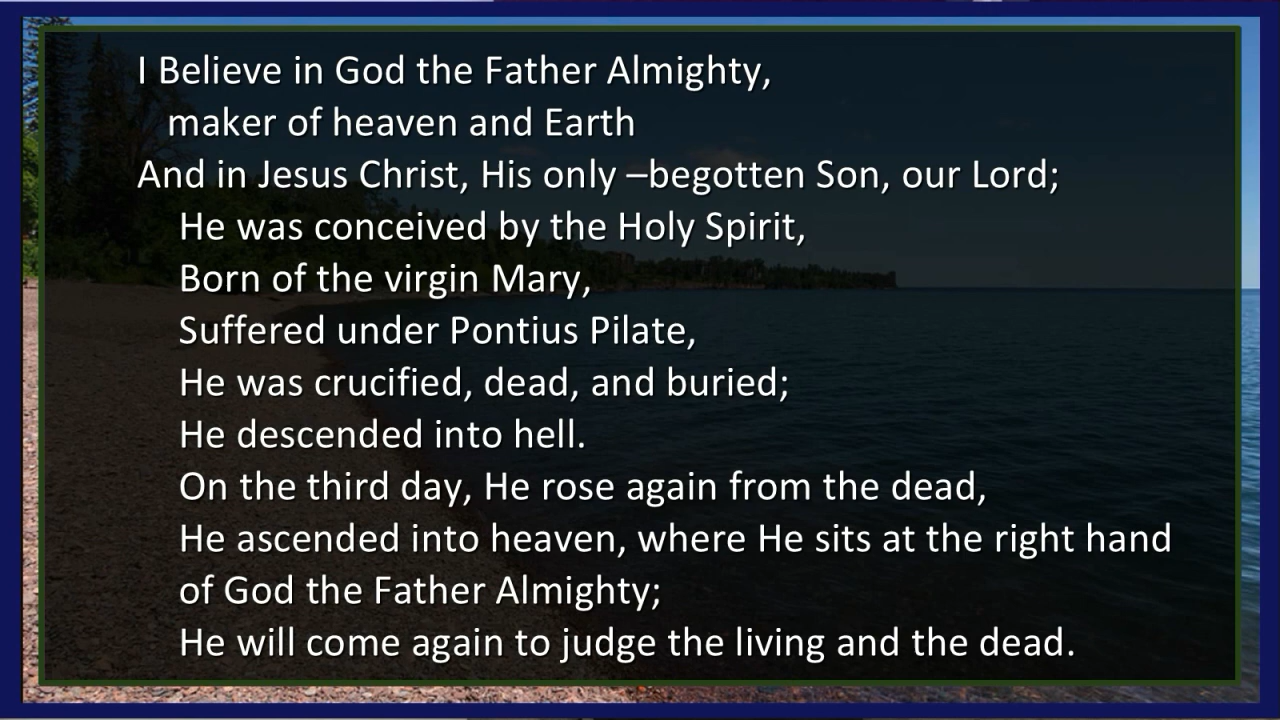 I Believe in God the Father Almighty,
maker of heaven and Earth
And in Jesus Christ, His only –begotten Son, our Lord;
He was conceived by the Holy Spirit,
Born of the virgin Mary,
Suffered under Pontius Pilate,
He was crucified, dead, and buried;
He descended into hell.
On the third day, He rose again from the dead,
He ascended into heaven, where He sits at the right hand
of God the Father Almighty;
He will come again to judge the living and the dead.